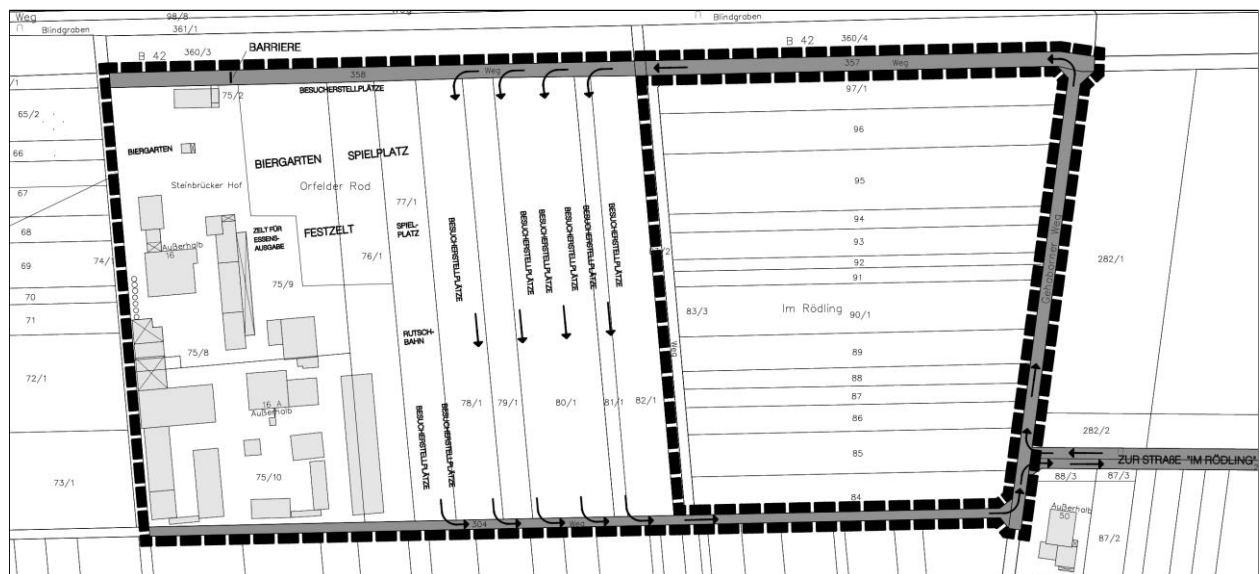 Weg
98/8
Weg
Blindgraben
361/1
Blindgraben
B 42
360/3
BARRIERE
B 42
360/4
358
Weg
357
Weg
/1
75/2
BESUCHERSTELLPLÄTZE
97/1
65/2
96
66
BIERGARTEN
BIERGARTEN
SPIELPLATZ
95
67
Steinbrücker Hof
Orfelder Rod
77/1
94
68
ZELT FÜR
ESSENS-
AUSGABE
FESTZELT
SPIEL-
PLATZ
BESUCHERSTELLPLÄTZE
BESUCHERSTELLPLÄTZE
BESUCHERSTELLPLÄTZE
BESUCHERSTELLPLÄTZE
BESUCHERSTELLPLÄTZE
BESUCHERSTELLPLÄTZE
93
Außerhalb
16
74/1
76/1
92
Gehaborner Weg
282/1
69
91
70
75/9
71
83/3
Im Rödling
90/1
RUTSCH-
BAHN
75/8
Weg
89
72/1
88
16 A
Außerhalb
78/1
79/1
80/1
81/1
82/1
87
86
BESUCHERSTELLPLÄTZE
BESUCHERSTELLPLÄTZE
282/2
85
ZUR STRAßE "IM RÖDLING"
73/1
75/10
88/3
87/3
84
304
Weg
Außerhalb
50
87/2